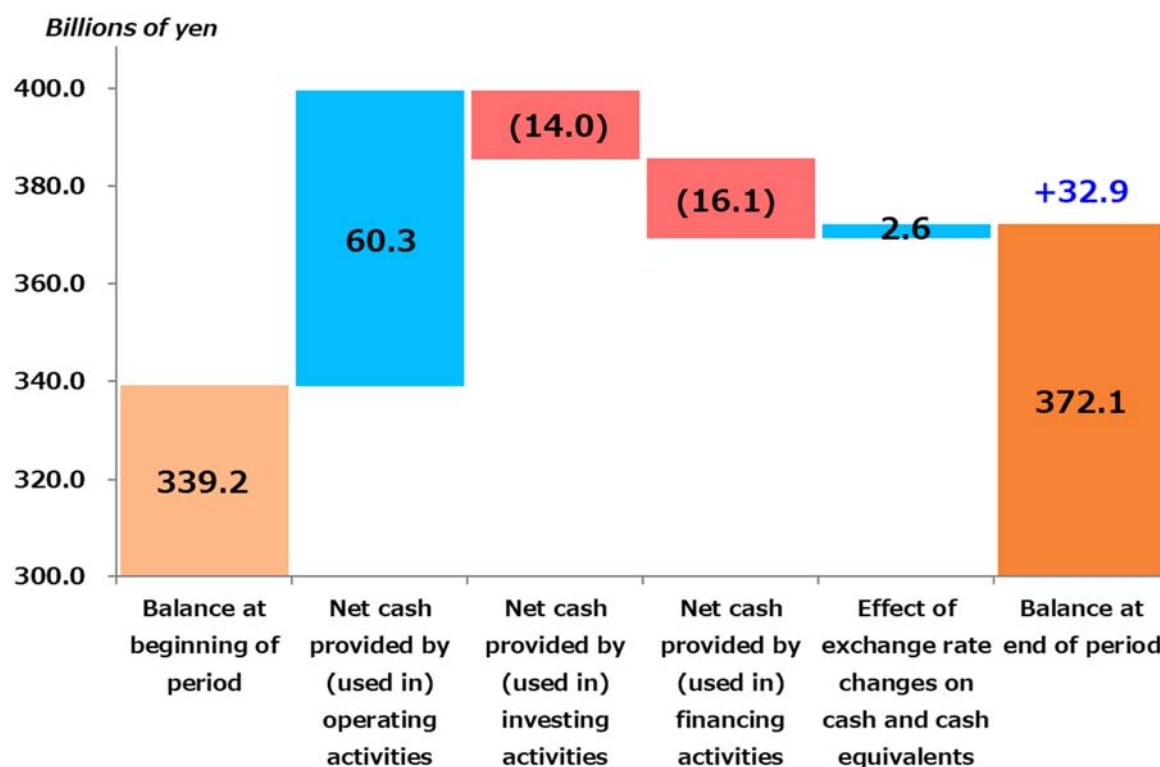 Billions of yen
400.0
380.0
360.0
340.0
320.0
300.0
339.2
60.3
(14.0)
(16.1)
2.6
+32.9
372.1
Balance at
beginning of
period
Net cash
provided by
(used in)
operating
activities
Net cash
provided by
(used in)
investing
activities
Net cash
provided by
(used in)
financing
activities
Effect of
exchange rate
changes on
cash and cash
equivalents
Balance at
end of period